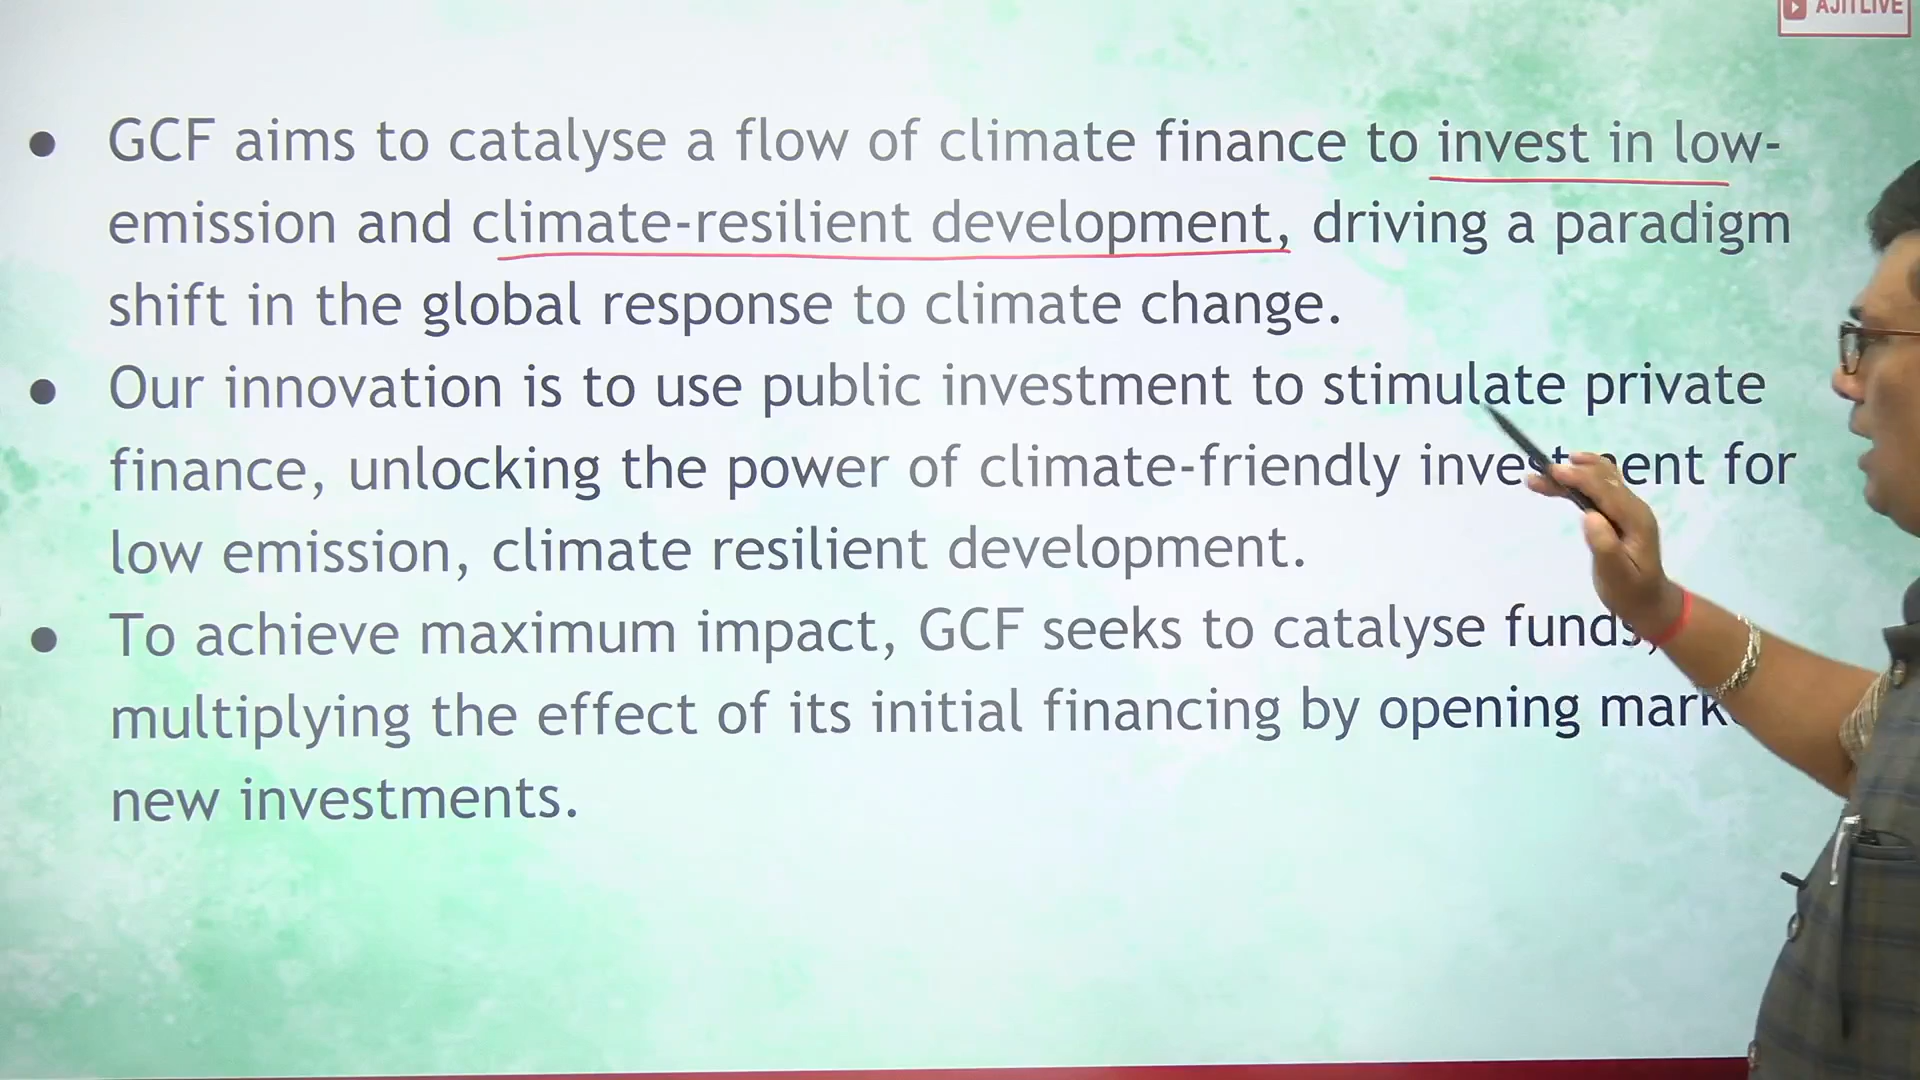 AJITLIVE
● GCF aims to catalyse a flow of climate finance to invest in low-
emission and climate-resilient development, driving a paradigm
shift in the global response to climate change.
● Our innovation is to use public investment to stimulate private
finance, unlocking the power of climate-friendly investment for
low emission, climate resilient development.
● To achieve maximum impact, GCF seeks to catalyse funds,
multiplying the effect of its initial financing by opening
new investments.